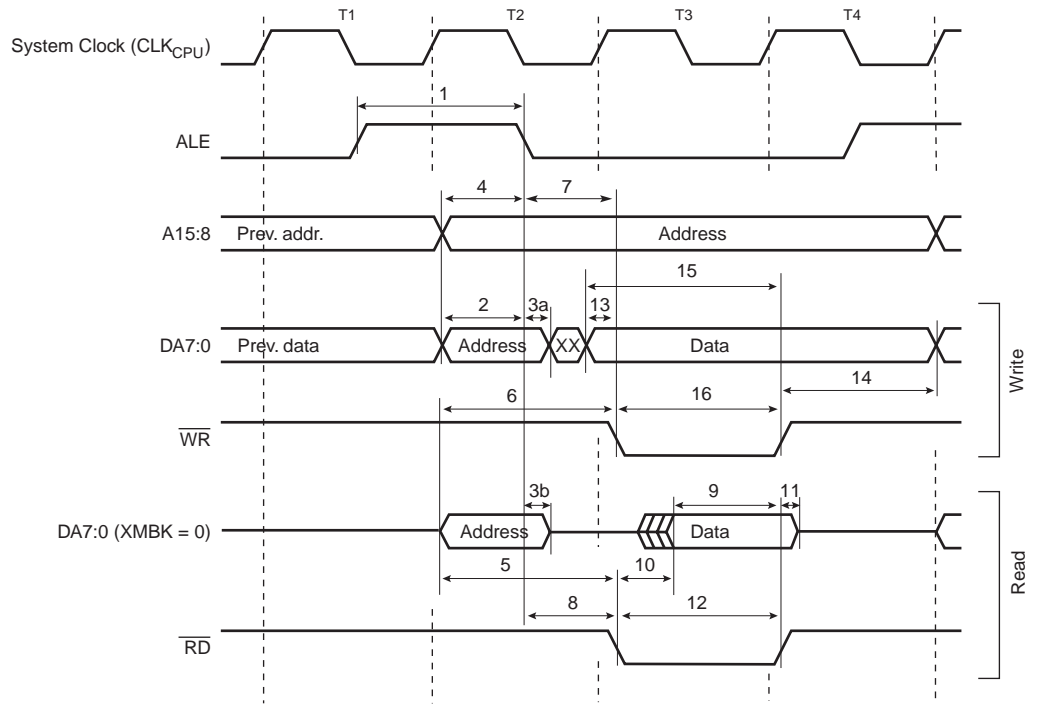 T1 T2 T3 T4
System Clock (CLKCPU)
1
ALE
4 7
A15:8 Prev. addr. Address
15
2 3a 13
DA7:0 Prev. data Address XX Data
14
6 16
WR
Write
3b 9 11
DA7:0 (XMBK = 0) Address Data
5 10
Read
8 12
RD